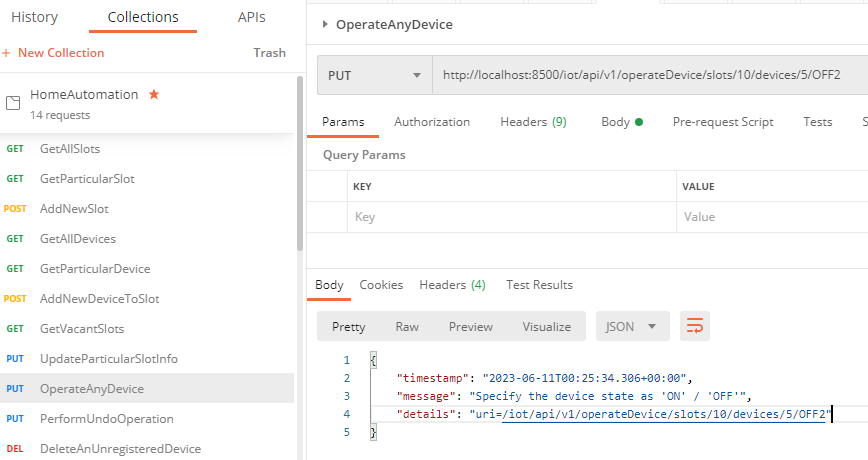 History Collections APIs
+ New Collection Trash
HomeAutomation
14 requests
GET GetAllSlots
GET GetParticularSlot
POST AddNewSlot
GET GetAllDevices
GET GetParticularDevice
POST AddNewDeviceToSlot
GET GetVacantSlots
PUT UpdateParticularSlotInfo
PUT OperateAnyDevice
PUT PerformUndoOperation
DEL DeleteAnUnregisteredDevice
OperateAnyDevice
PUT http://localhost:8500/iot/api/v1/operateDevice/slots/10/devices/5/OFF2
Params Authorization Headers (9) Body Pre-request Script Tests S
Query Params
KEY VALUE
Key Value
Body Cookies Headers (4) Test Results
Pretty Raw Preview Visualize JSON
1 {
2 "timestamp": "2023-06-11T00:25:34.306+00:00",
3 "message": "Specify the device state as 'ON' / 'OFF'",
4 "details": "uri=/iot/api/v1/operateDevice/slots/10/devices/5/OFF2"
5 }